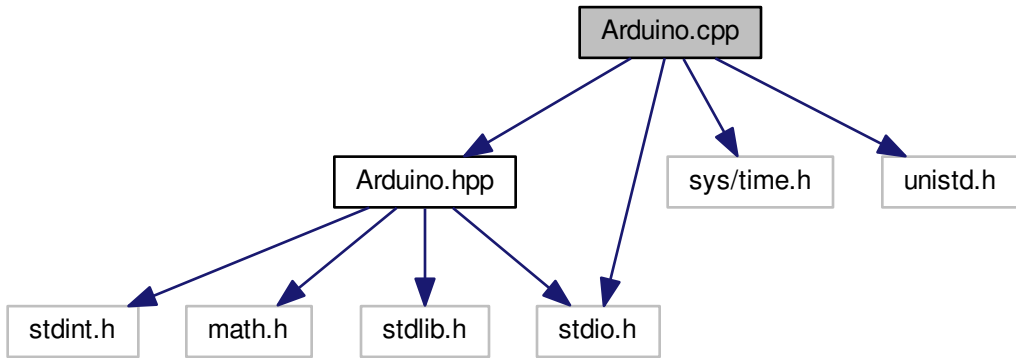 Arduino.cpp
Arduino.hpp
sys/time.h
unistd.h
stdint.h
math.h
stdlib.h
stdio.h